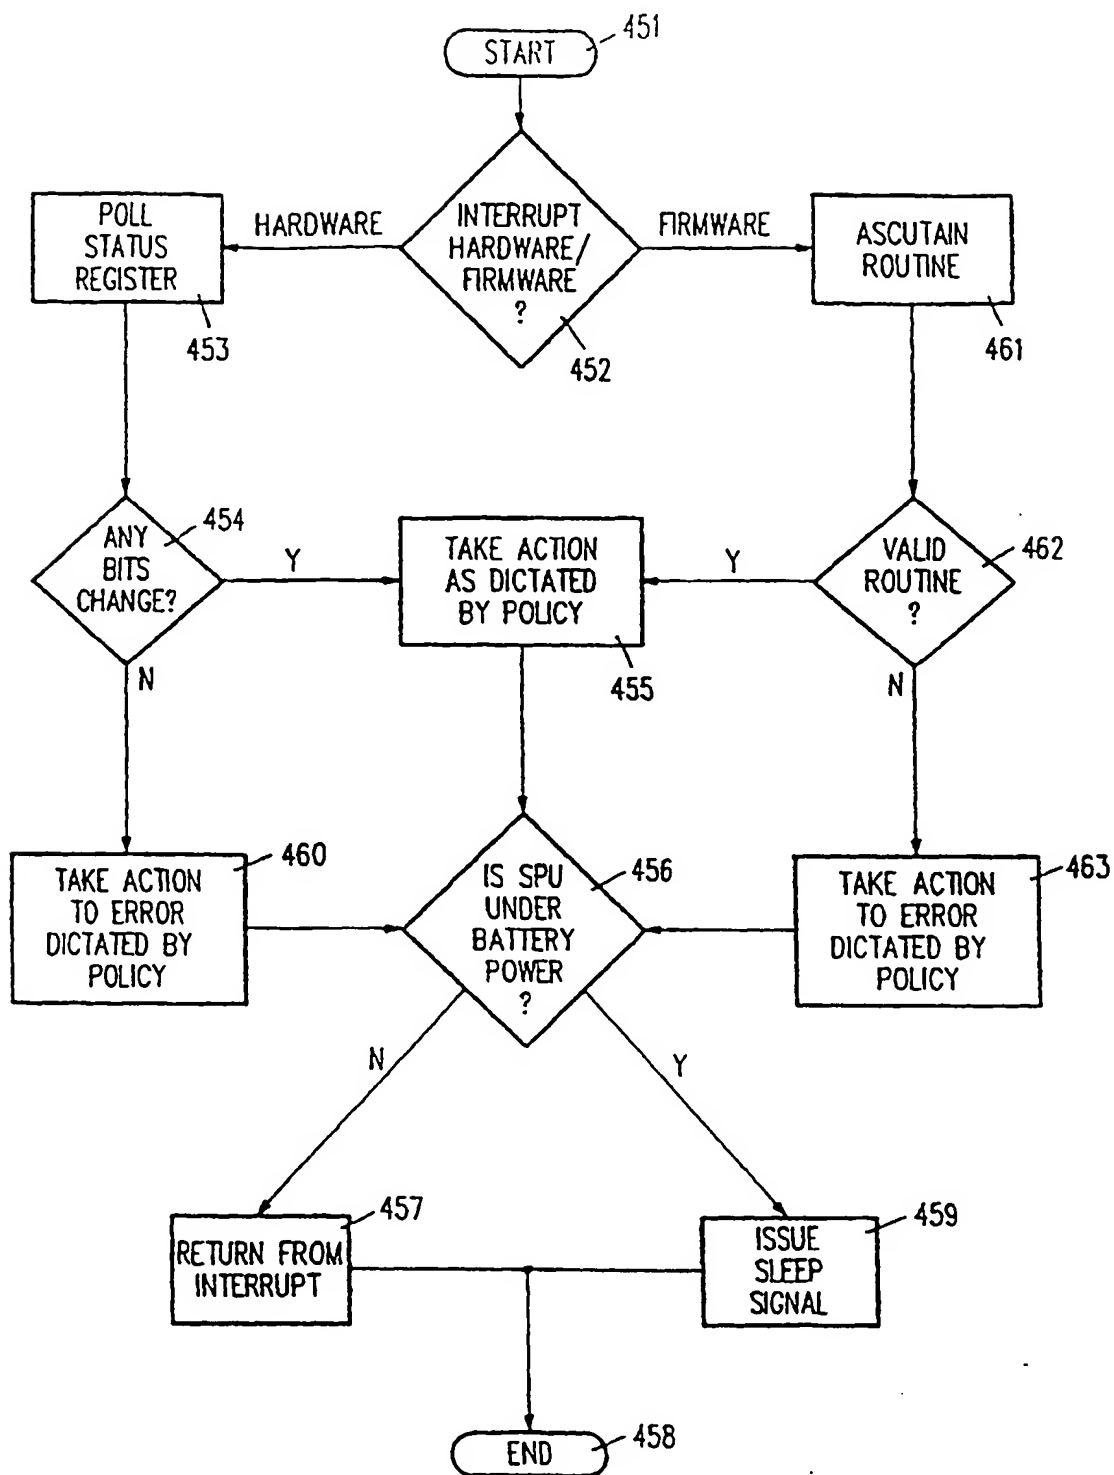 START
451
INTERRUPT
HARDWARE/
FIRMWARE
?
452
HARDWARE
FIRMWARE
POLL
STATUS
REGISTER
453
ASCUTAIN
ROUTINE
461
ANY
BITS
CHANGE?
454
Y
N
TAKE ACTION
AS DICTATED
BY POLICY
455
VALID
ROUTINE
?
462
Y
N
TAKE ACTION
TO ERROR
DICTATED BY
POLICY
460
IS SPU
UNDER
BATTERY
POWER
?
456
TAKE ACTION
TO ERROR
DICTATED BY
POLICY
463
N
Y
RETURN FROM
INTERRUPT
457
ISSUE
SLEEP
SIGNAL
459
END
458